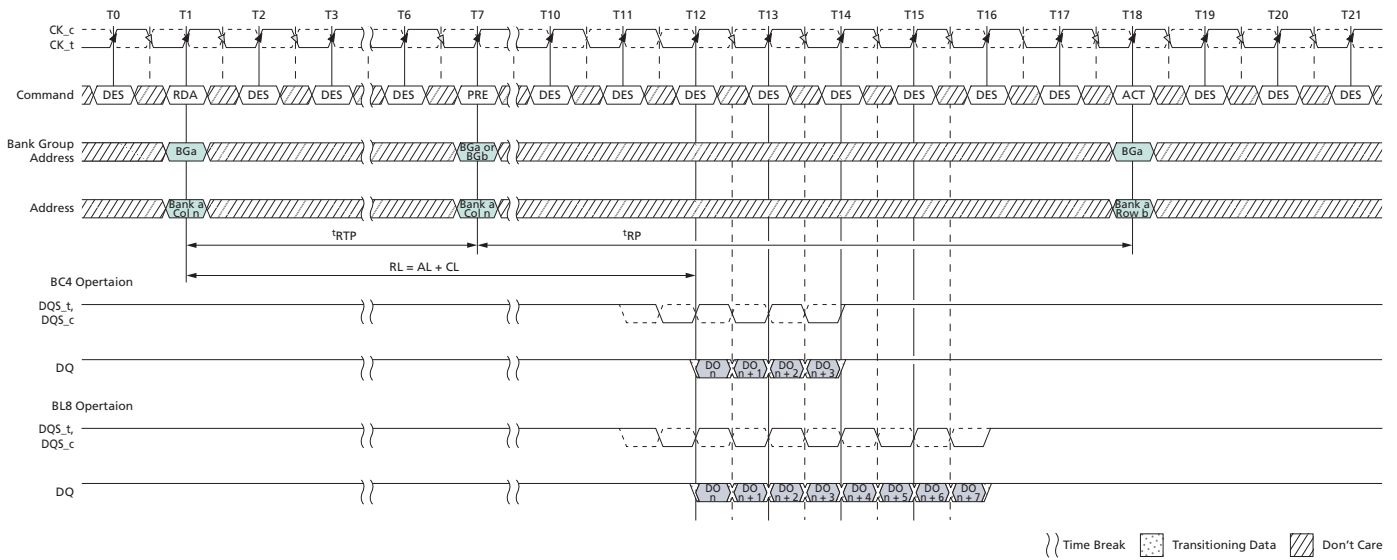 T0 T1 T2 T3 T6 T7 T10 T11 T12 T13 T14 T15 T16 T17 T18 T19 T20 T21
CK_c
CK_t
Command DES RDA DES DES DES PRE DES DES DES DES DES DES DES DES ACT DES DES DES
Bank Group
Address
BGa
BGa or
BGb
BGa
Address
Bank a
Col n
Bank a
Col n
Bank a
Row b
tRTP
tRP
RL = AL + CL
BC4 Opertaion
DQS_t,
DQS_c
DQ
DO
n
DO
n + 1
DO
n + 2
DO
n + 3
BL8 Opertaion
DQS_t,
DQS_c
DQ
DO
n
DO
n + 1
DO
n + 2
DO
n + 3
DO
n + 4
DO
n + 5
DO
n + 6
DO
n + 7
Time Break Transitioning Data Don't Care